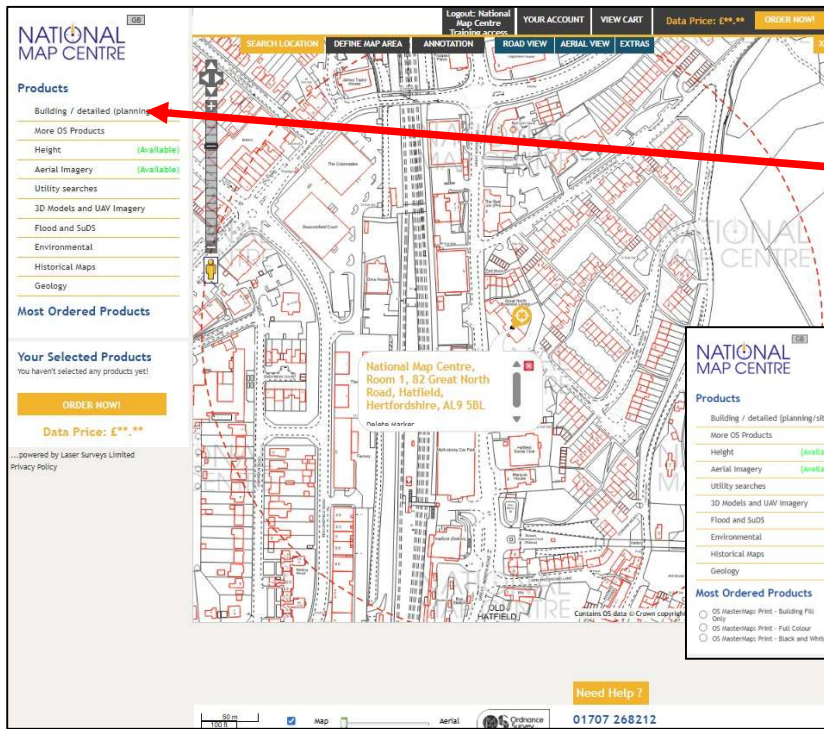 GB
NATIONAL
MAP CENTRE
Products
Building / detailed (planning
More OS Products
Height (Available)
Aerial Imagery (Available)
Utility searches
3D Models and UAV Imagery
Flood and SuDS
Environmental
Historical Maps
Geology
Most Ordered Products
Your Selected Products
You haven't selected any products yet!
ORDER NOW!
Data Price: £**.**
...powered by Laser Surveys Limited
Privacy Policy
Logout: National
Map Centre
Training access
YOUR ACCOUNT
VIEW CART
Data Price: £**.**
ORDER NOW!
SEARCH LOCATION
DEFINE MAP AREA
ANNOTATION
ROAD VIEW
AERIAL VIEW
EXTRAS
The Colonnades
Beaconsfield Court
National Map Centre,
Room 1, 82 Great North
Road, Hatfield,
Hertfordshire, AL9 5BL
Delete Marker
OLD
HATFIELD
Contains OS data © Crown copyright
NATIONAL
MAP CENTRE
GB
NATIONAL
MAP CENTRE
Products
Building / detailed (planning/sit
More OS Products
Height (Availa
Aerial Imagery (Availa
Utility searches
3D Models and UAV Imagery
Flood and SuDS
Environmental
Historical Maps
Geology
Most Ordered Products
OS MasterMap: Print - Building Fill
Only
OS MasterMap: Print - Full Colour
OS MasterMap: Print - Black and White
Need Help ?
01707 268212
50 m
100 ft
Map
Aerial
Ordnance
Survey